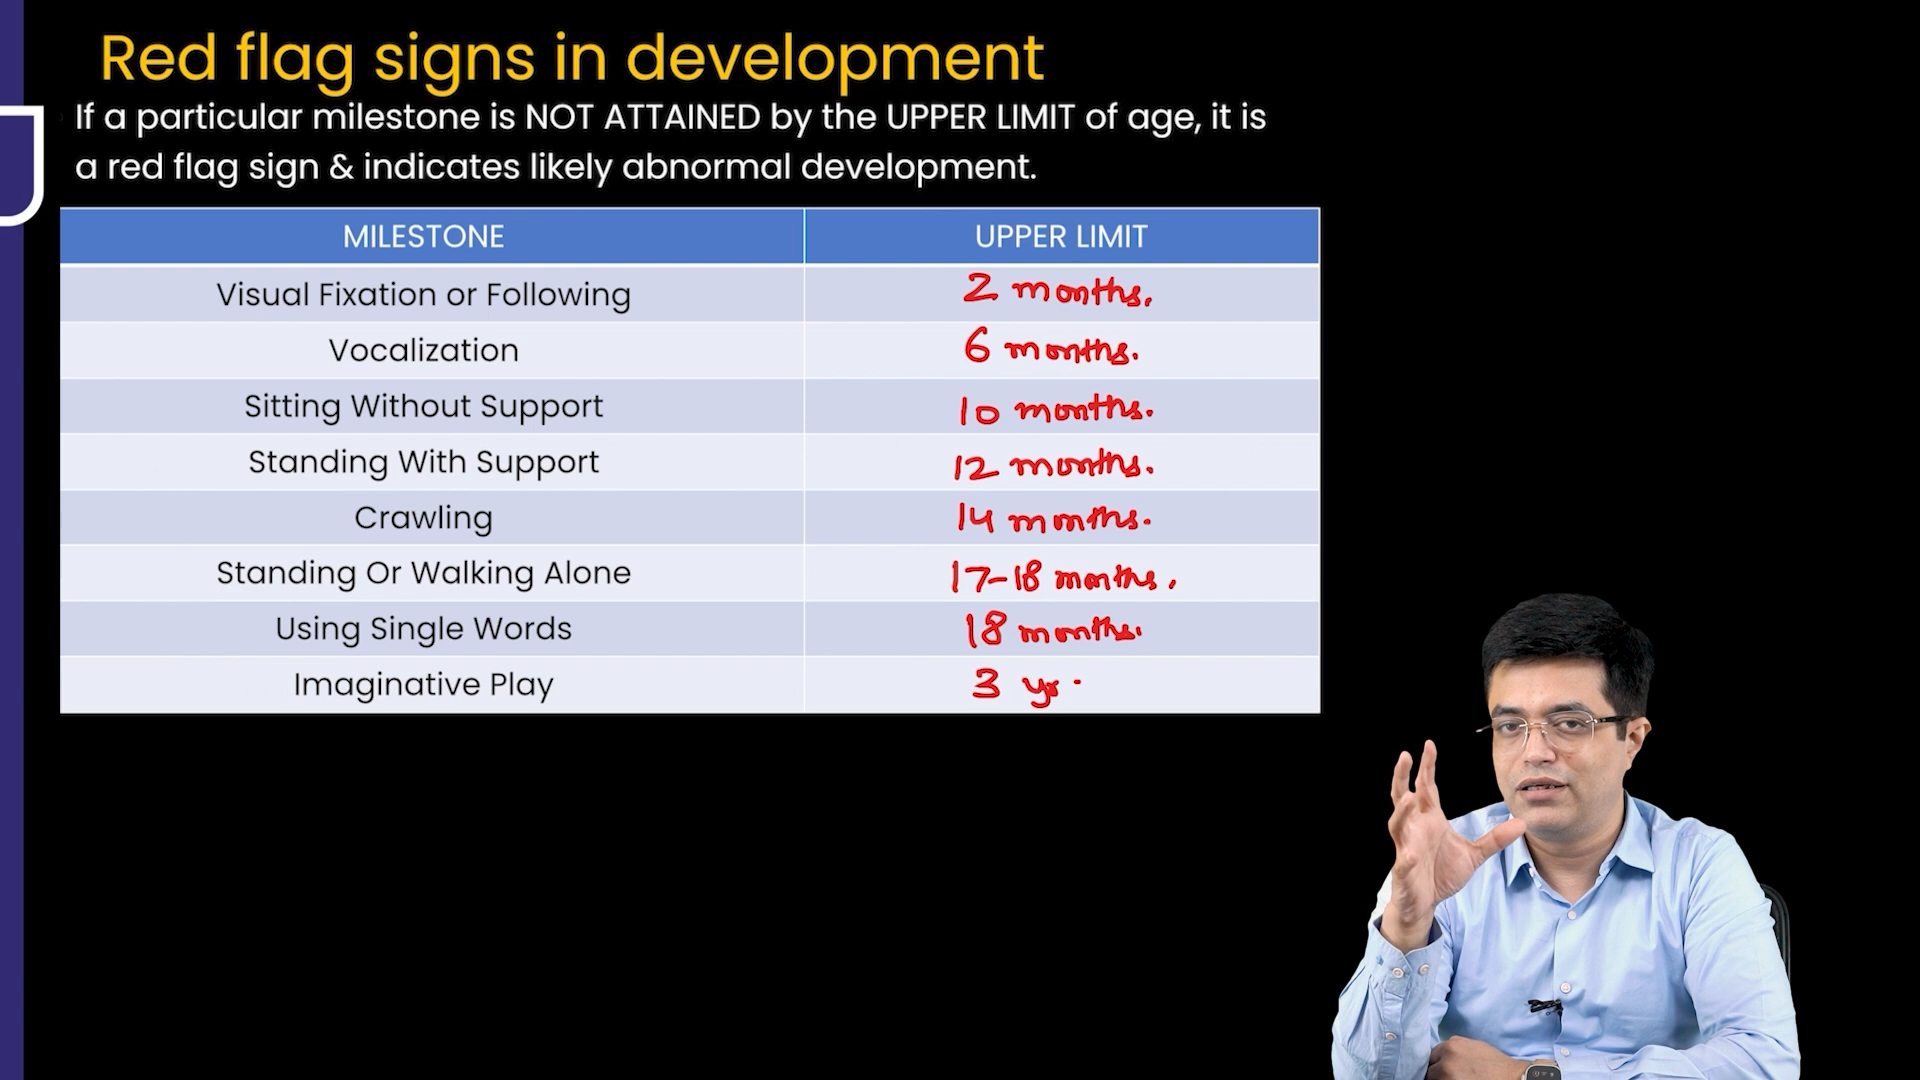 Red flag signs in development
If a particular milestone is NOT ATTAINED by the UPPER LIMIT of age, it is
a red flag sign & indicates likely abnormal development.
MILESTONE UPPER LIMIT
Visual Fixation or Following 2 months.
Vocalization 6 months.
Sitting Without Support 10 months.
Standing With Support 12 months.
Crawling 14 months.
Standing Or Walking Alone 17-18 months.
Using Single Words 18 months.
Imaginative Play 3 yr.